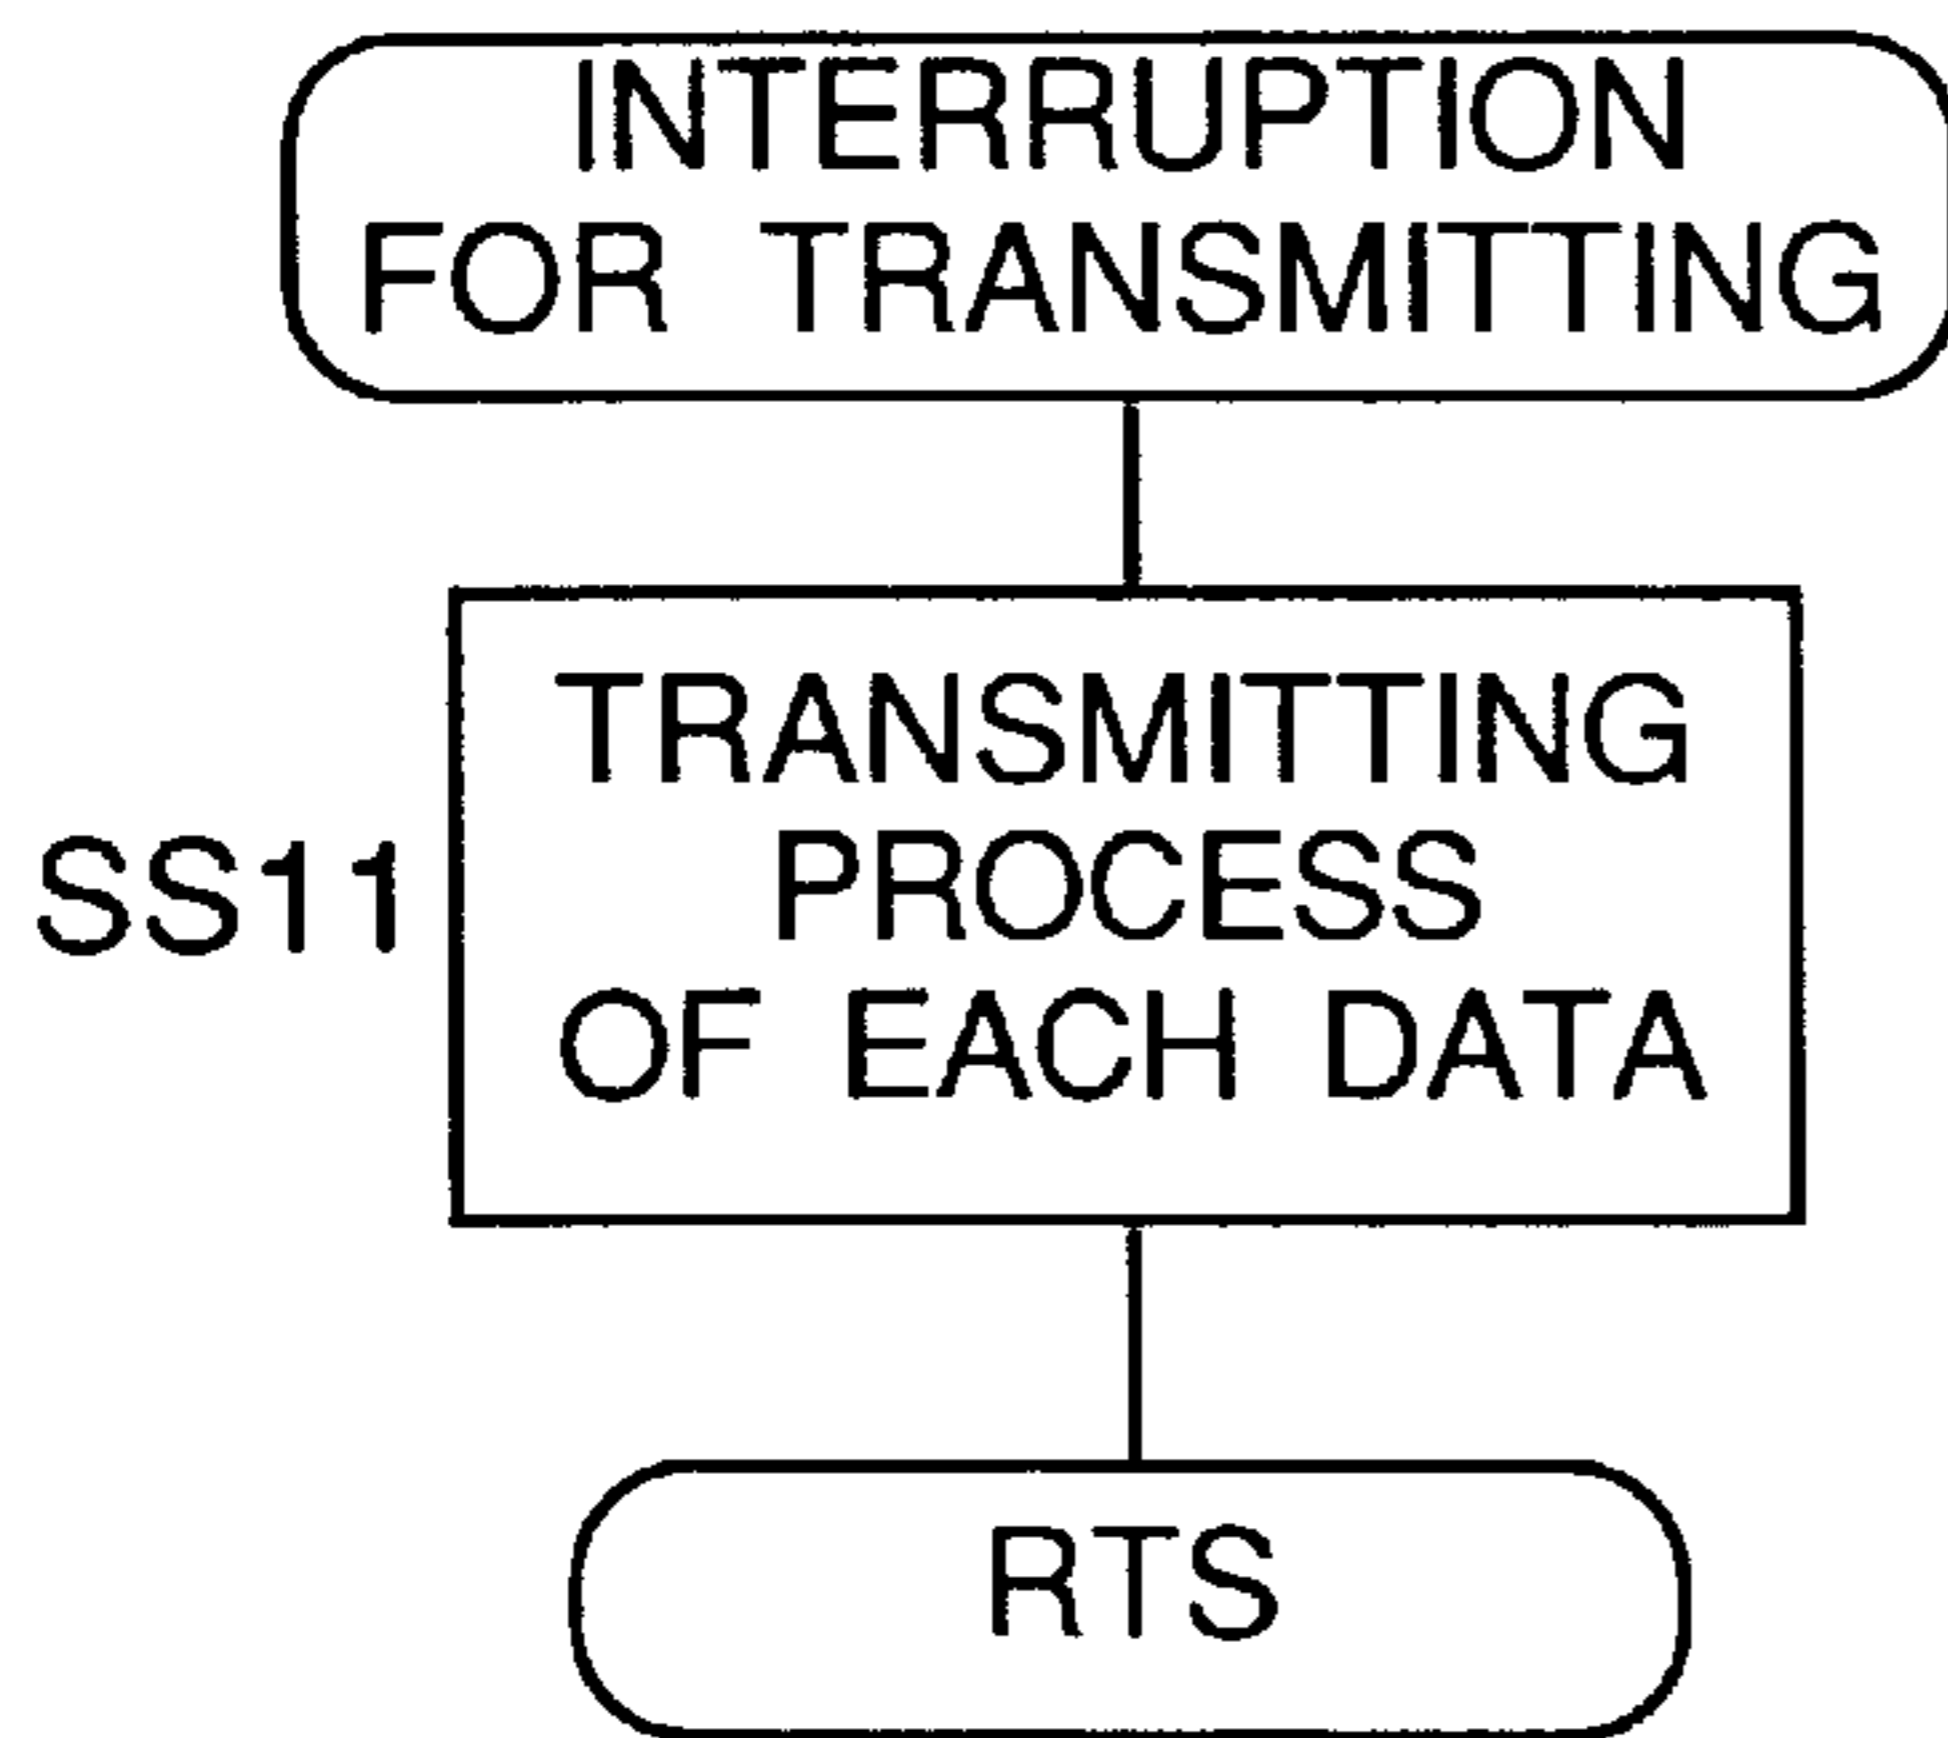 INTERRUPTION
FOR TRANSMITTING
TRANSMITTING
PROCESS
SS11
OF EACH DATA
RTS